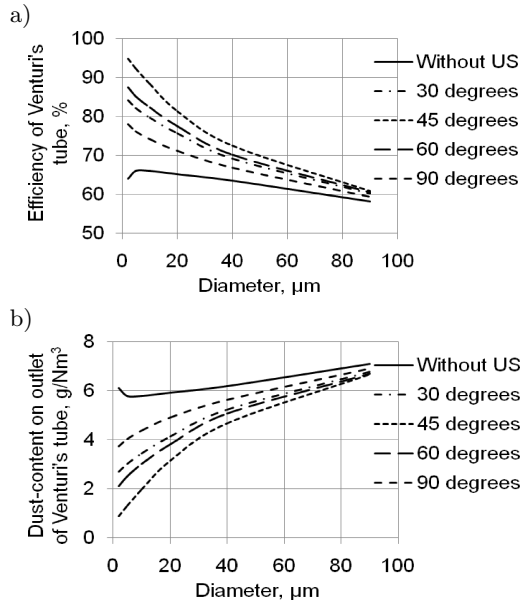 a)
100
90
80
70
60
50
Efficiency of Venturi's
tube, %
0 20 40 60 80 100
Diameter, µm
Without US
30 degrees
45 degrees
60 degrees
90 degrees
b)
8
6
4
2
0
Dust-content on outlet
of Venturi's tube, g/Nm³
0 20 40 60 80 100
Diameter, µm
Without US
30 degrees
45 degrees
60 degrees
90 degrees